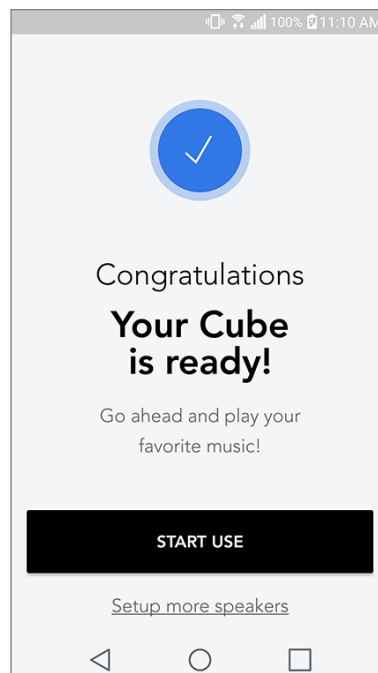 100% 11:10 AM
Congratulations
Your Cube
is ready!
Go ahead and play your
favorite music!
START USE
Setup more speakers